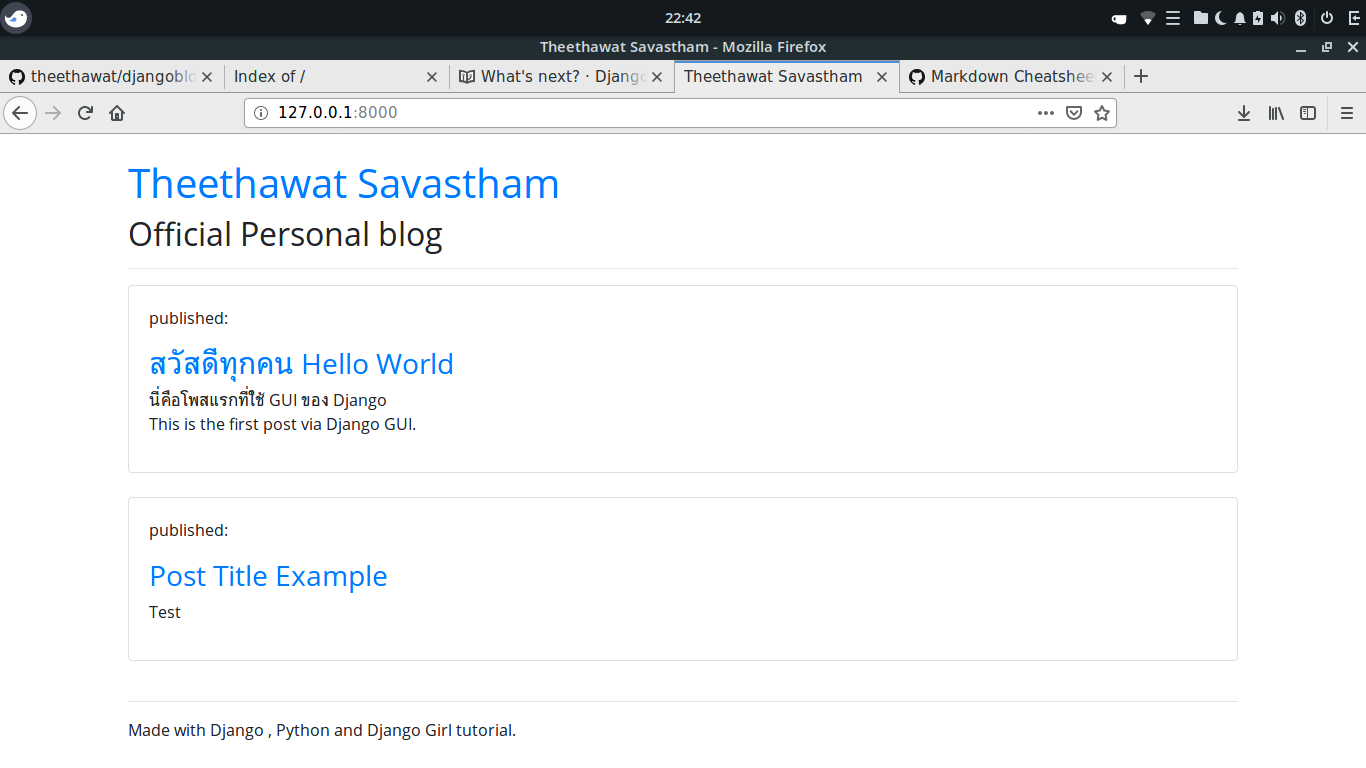 22:42
Theethawat Savastham - Mozilla Firefox
theethawat/djangoblo
Index of /
What's next? · Django
Theethawat Savastham
Markdown Cheatshee
127.0.0.1:8000
Theethawat Savastham
Official Personal blog
published:
สวัสดีทุกคน Hello World
นี่คือโพสแรกที่ใช้ GUI ของ Django
This is the first post via Django GUI.
published:
Post Title Example
Test
Made with Django , Python and Django Girl tutorial.